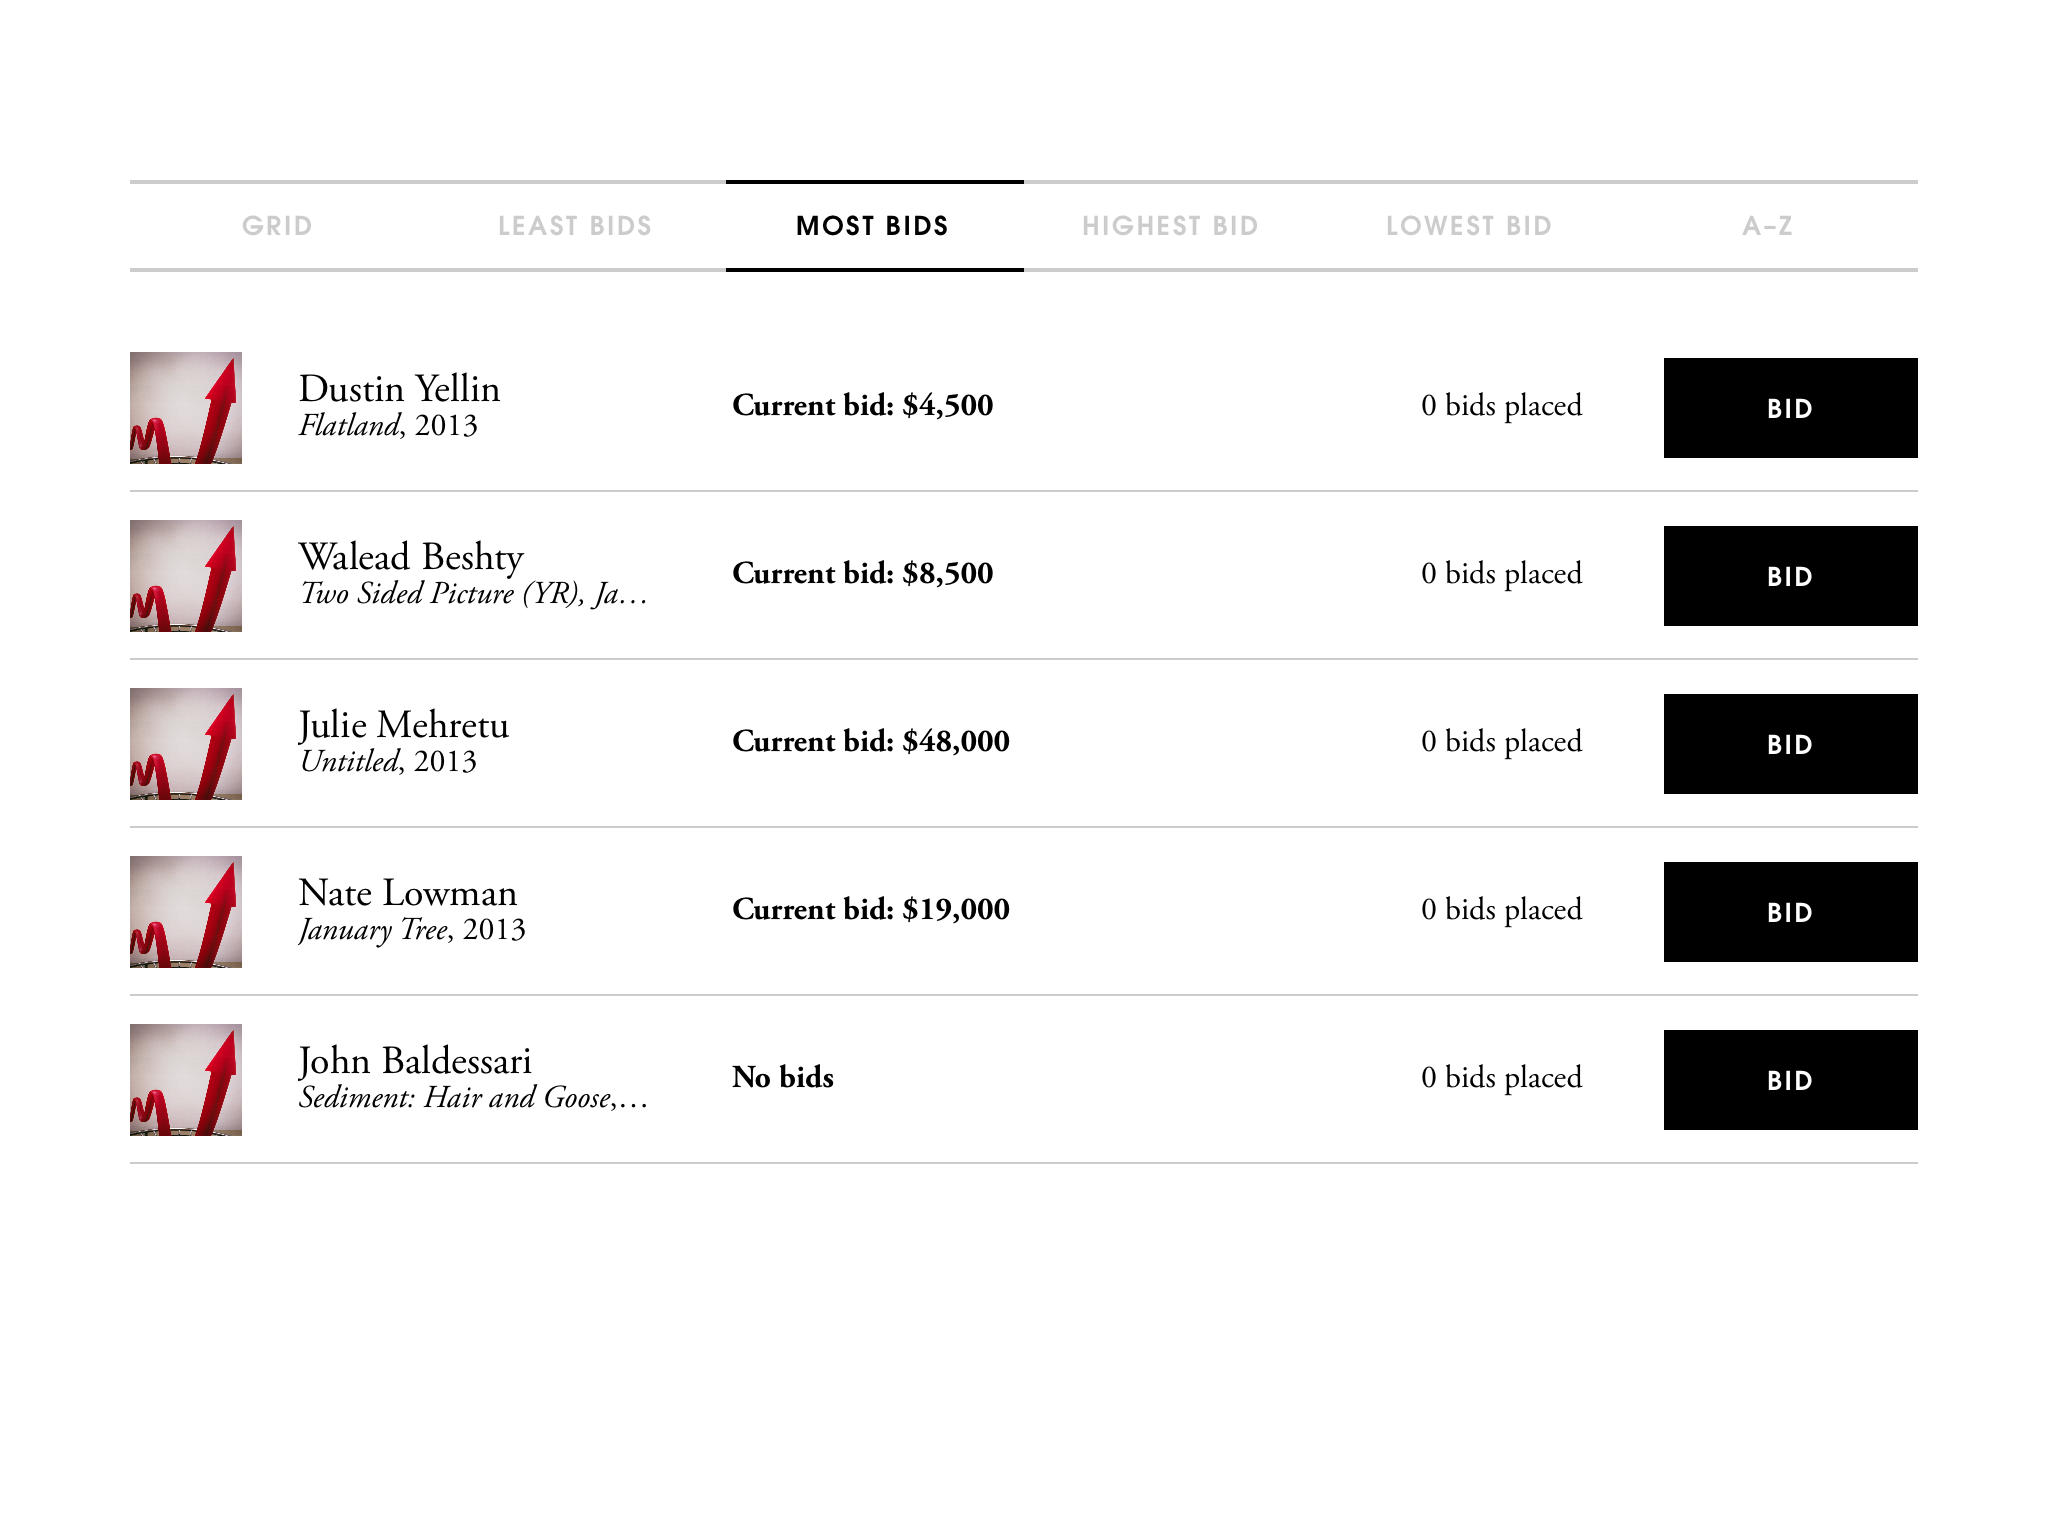 GRID LEAST BIDS MOST BIDS HIGHEST BID LOWEST BID A–Z
Dustin Yellin
Flatland, 2013
Current bid: $4,500
0 bids placed
BID
Walead Beshty
Two Sided Picture (YR), Ja…
Current bid: $8,500
0 bids placed
BID
Julie Mehretu
Untitled, 2013
Current bid: $48,000
0 bids placed
BID
Nate Lowman
January Tree, 2013
Current bid: $19,000
0 bids placed
BID
John Baldessari
Sediment: Hair and Goose,…
No bids
0 bids placed
BID